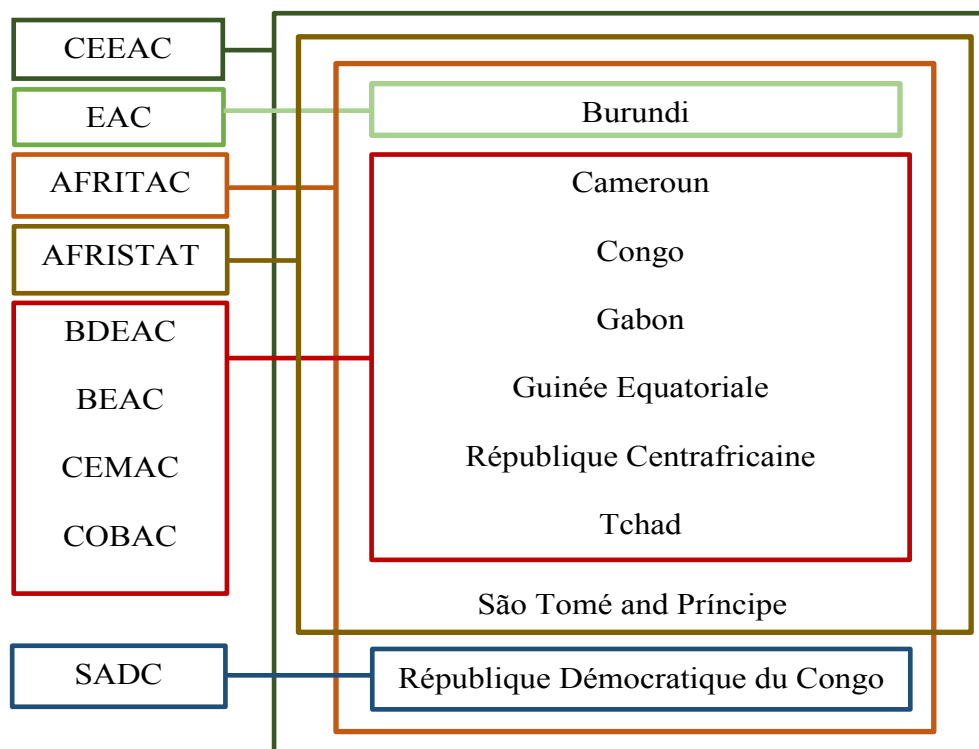 CEEAC
EAC
Burundi
AFRITAC
Cameroun
AFRISTAT
Congo
BDEAC
Gabon
BEAC
Guinée Equatoriale
CEMAC
République Centrafricaine
COBAC
Tchad
São Tomé and Príncipe
SADC
République Démocratique du Congo